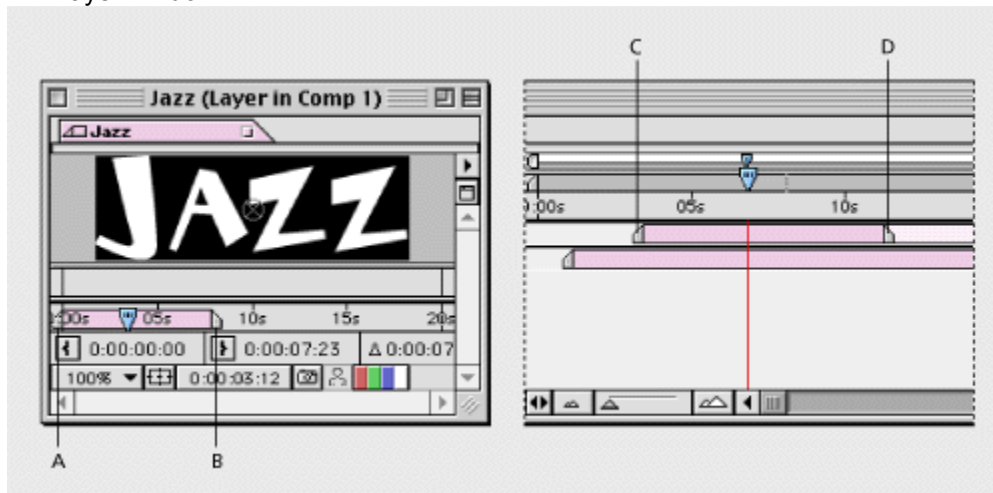 C D
Jazz (Layer in Comp 1)
Jazz
JAZZ
05s 10s
:00s 05s 10s 15s 20s
0:00:00:00 0:00:07:23 Δ 0:00:07
100% 0:00:03:12
A B